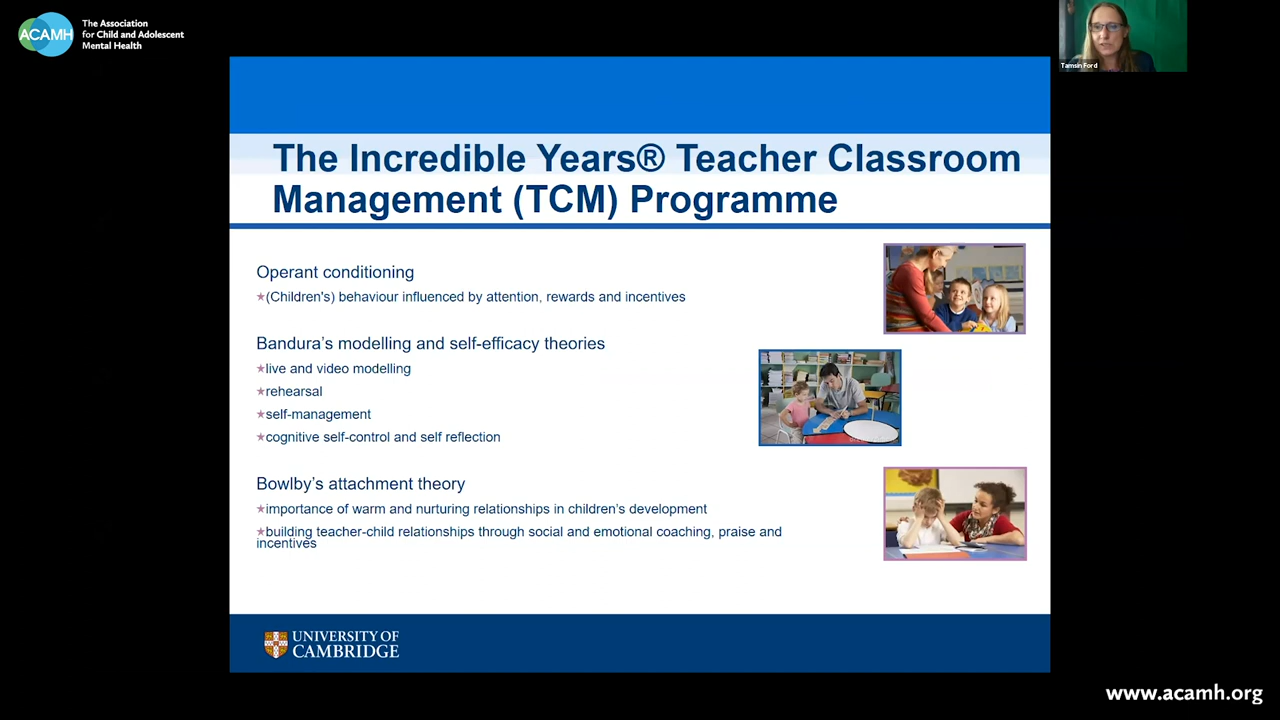 ACAMH
The Association
for Child and Adolescent
Mental Health
Tamsin Ford
The Incredible Years® Teacher Classroom
Management (TCM) Programme
Operant conditioning
★(Children's) behaviour influenced by attention, rewards and incentives
Bandura’s modelling and self-efficacy theories
★live and video modelling
★rehearsal
★self-management
★cognitive self-control and self reflection
Bowlby’s attachment theory
★importance of warm and nurturing relationships in children’s development
★building teacher-child relationships through social and emotional coaching, praise and
incentives
UNIVERSITY OF
CAMBRIDGE
www.acamh.org